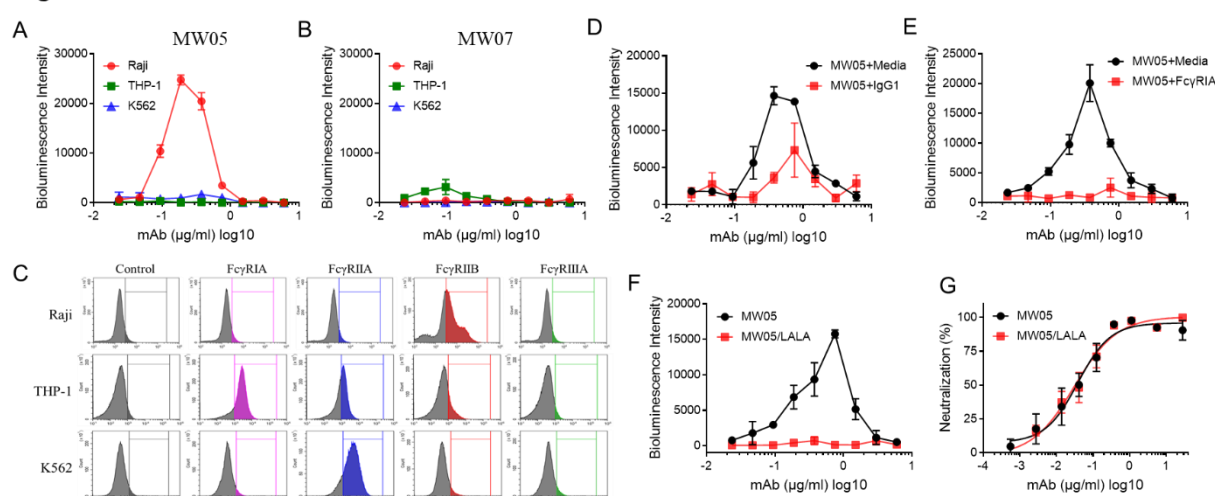 A
MW05
Bioluminescence Intensity
30000
20000
10000
0
Raji
THP-1
K562
-2
-1
0
1
mAb (µg/ml) log10
B
MW07
Bioluminescence Intensity
30000
20000
10000
0
Raji
THP-1
K562
-2
-1
0
1
mAb (µg/ml) log10
D
Bioluminescence Intensity
20000
15000
10000
5000
0
MW05+Media
MW05+IgG1
-2
-1
0
1
mAb (µg/ml) log10
E
Bioluminescence Intensity
25000
20000
15000
10000
5000
0
MW05+Media
MW05+FcγRIA
-2
-1
0
1
mAb (µg/ml) log10
C
Control
FcγRIA
FcγRIIA
FcγRIIB
FcγRIIIA
Raji
THP-1
K562
F
Bioluminescence Intensity
20000
15000
10000
5000
0
MW05
MW05/LALA
-2
-1
0
1
mAb (µg/ml) log10
G
Neutralization (%)
100
75
50
25
0
MW05
MW05/LALA
-4
-3
-2
-1
0
1
mAb (µg/ml) log10